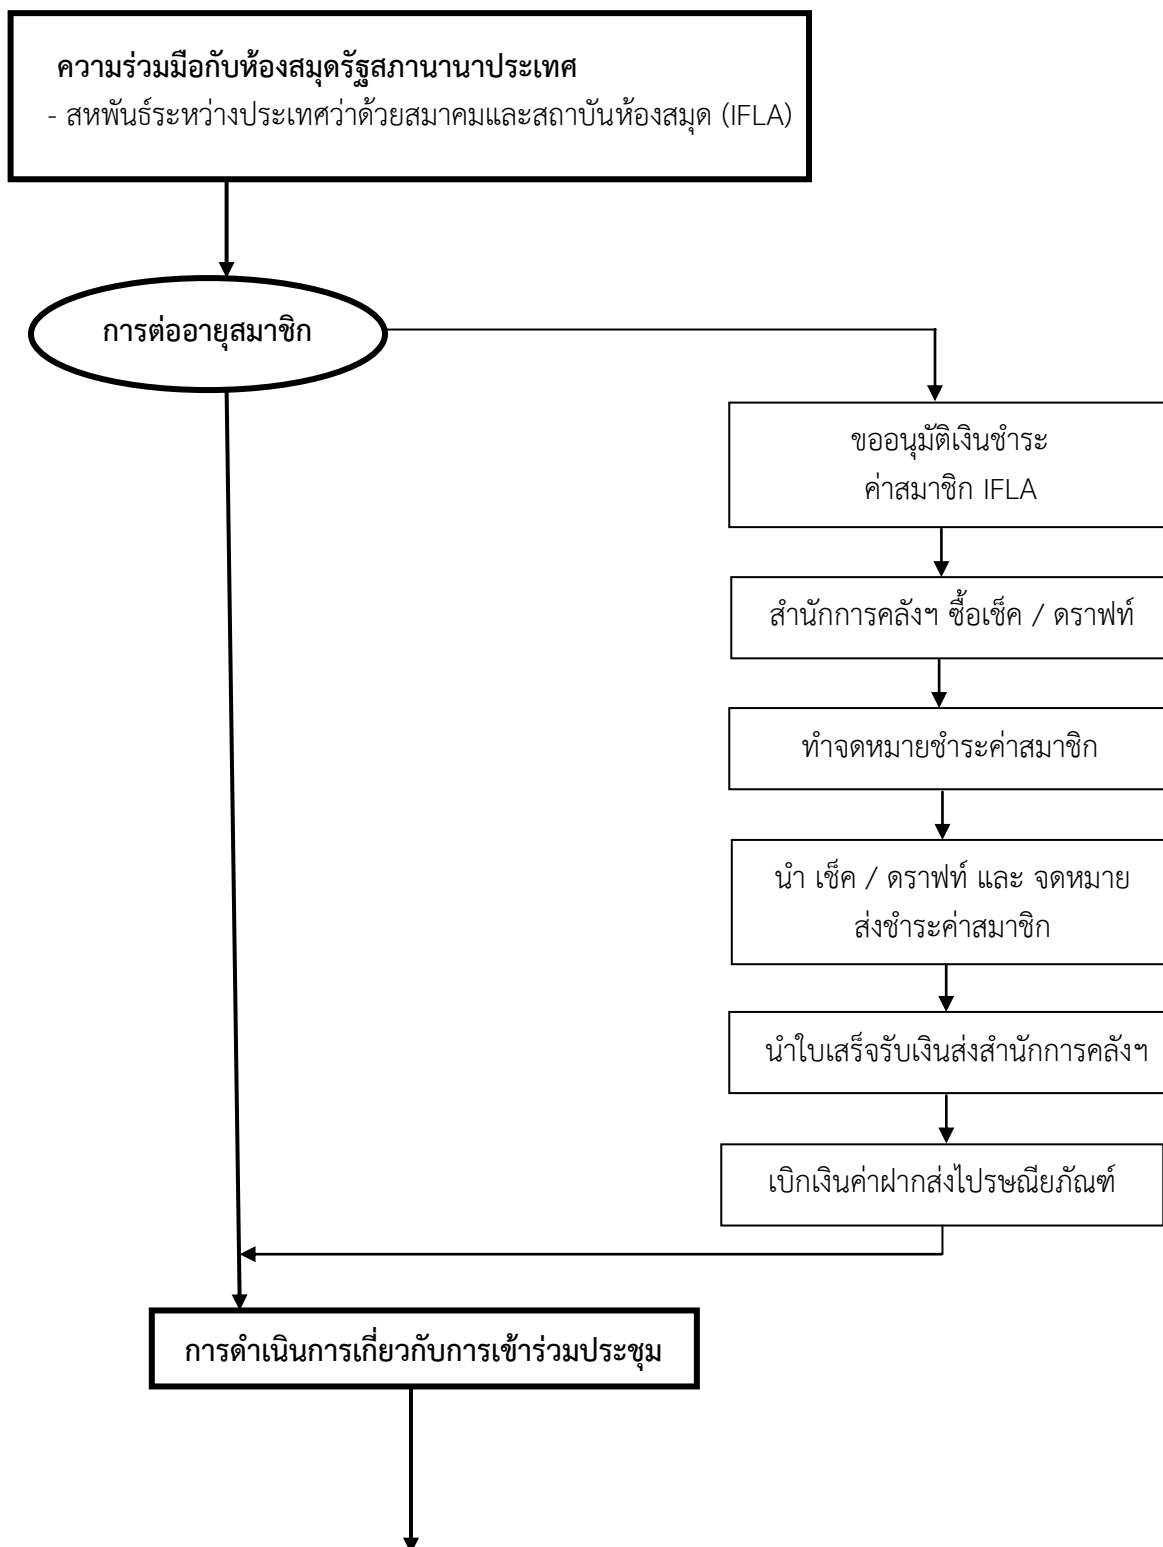 ความร่วมมือกับห้องสมุดรัฐสภานานาประเทศ
- สหพันธ์ระหว่างประเทศว่าด้วยสมาคมและสถาบันห้องสมุด (IFLA)
การต่ออายุสมาชิก
ขออนุมัติเงินชำระ
ค่าสมาชิก IFLA
สำนักการคลังฯ ซื้อเช็ค / ดราฟท์
ทำจดหมายชำระค่าสมาชิก
นำ เช็ค / ดราฟท์ และ จดหมาย
ส่งชำระค่าสมาชิก
นำใบเสร็จรับเงินส่งสำนักการคลังฯ
เบิกเงินค่าฝากส่งไปรษณียภัณฑ์
การดำเนินการเกี่ยวกับการเข้าร่วมประชุม